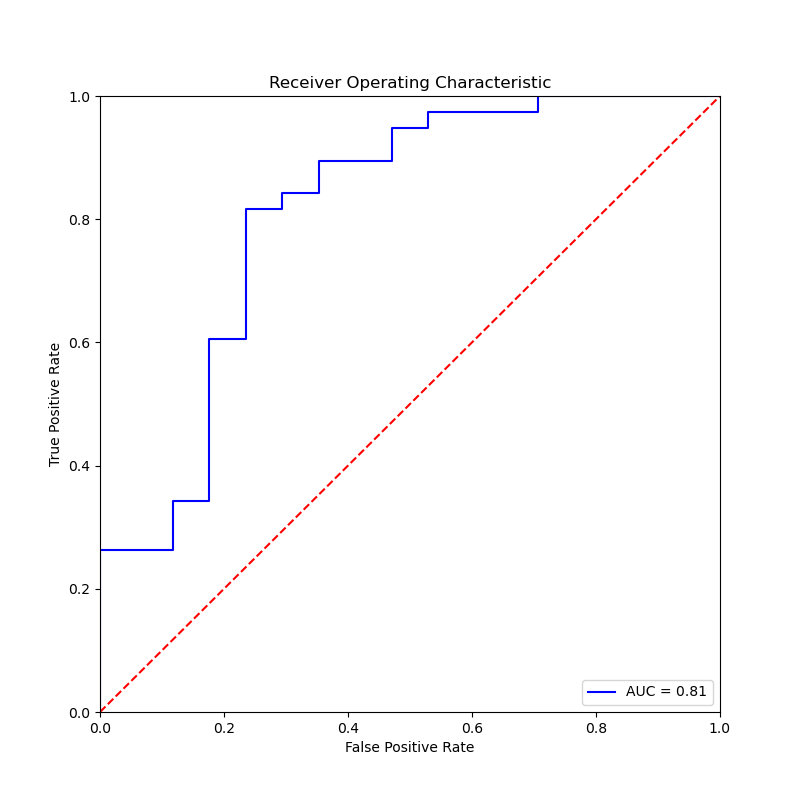 Receiver Operating Characteristic
1.0
0.8
0.6
0.4
0.2
0.0
True Positive Rate
AUC = 0.81
0.0 0.2 0.4 0.6 0.8 1.0
False Positive Rate